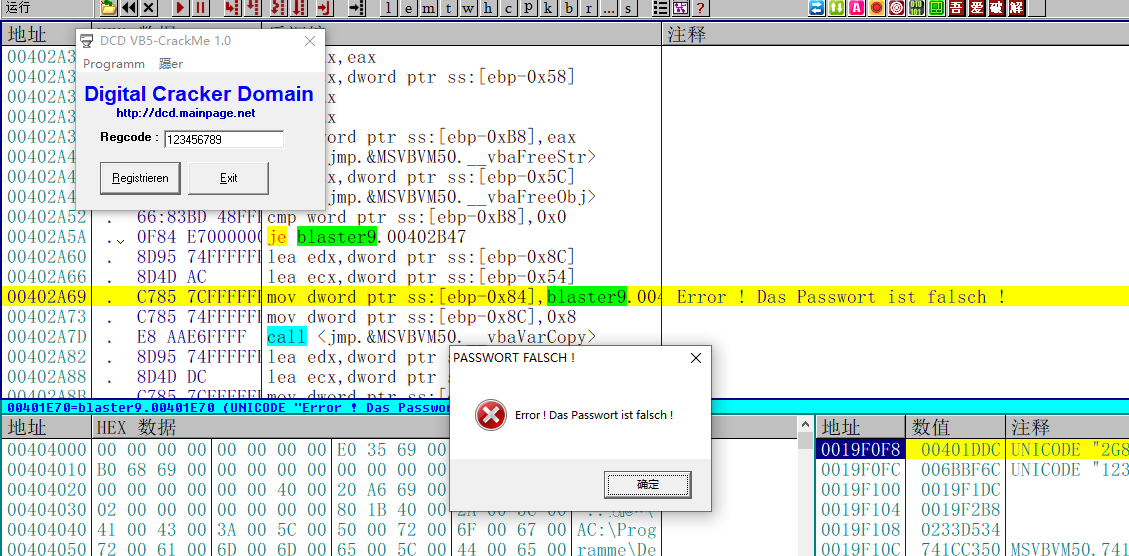 运行
l e m t w h c p k b r ... s
?
吾 爱 破 解
地址
数据
注释
DCD VB5-CrackMe 1.0
Programm
Digital Cracker Domain
http://dcd.mainpage.net
Regcode : 123456789
Registrieren Exit
00402A3 x,eax
00402A3 x,dword ptr ss:[ebp-0x58]
00402A3
00402A3
00402A3 ord ptr ss:[ebp-0xB8],eax
00402A4 jmp.&MSVBVM50.__vbaFreeStr>
00402A4 x,dword ptr ss:[ebp-0x5C]
00402A4 jmp.&MSVBVM50.__vbaFreeObj>
00402A52 . 66:83BD 48FFF cmp word ptr ss:[ebp-0xB8],0x0
00402A5A . 0F84 E7000000 je blaster9.00402B47
00402A60 . 8D95 74FFFFFF lea edx,dword ptr ss:[ebp-0x8C]
00402A66 . 8D4D AC lea ecx,dword ptr ss:[ebp-0x54]
00402A69 . C785 7CFFFFFF mov dword ptr ss:[ebp-0x84],blaster9.004 Error ! Das Passwort ist falsch !
00402A73 . C785 74FFFFFF mov dword ptr ss:[ebp-0x8C],0x8
00402A7D . E8 AAE6FFFF call <jmp.&MSVBVM50.__vbaVarCopy>
00402A82 . 8D95 74FFFFFF lea edx,dword ptr s
00402A88 . 8D4D DC lea ecx,dword ptr s
00402A8B . C785 7CFFFFFF mov dword ptr ss:[e
PASSWORT FALSCH !
Error ! Das Passwort ist falsch !
确定
00401E70=blaster9.00401E70 (UNICODE "Error ! Das Passw
地址 HEX 数据
00404000 00 00 00 00 00 00 00 00 E0 35 69 00
00404010 B0 68 69 00 00 00 00 00 00 00 00 00
00404020 00 00 00 00 00 00 40 00 20 A6 69 00
00404030 02 00 00 00 00 00 00 00 80 1B 40 00
00404040 41 00 43 00 3A 00 5C 00 50 00 72 00 6F 00 67 00 AC:\Prog
00404050 72 00 61 00 6D 00 6D 00 65 00 5C 00 44 00 65 00 ramme\De
地址 数值 注释
0019F0F8 00401DDC UNICODE "2G8
0019F0FC 006BBF6C UNICODE "123
0019F100 0019F1DC
0019F104 0019F2B8
0019F108 0233D534
0019F10C 741CC350 MSVBVM50.741